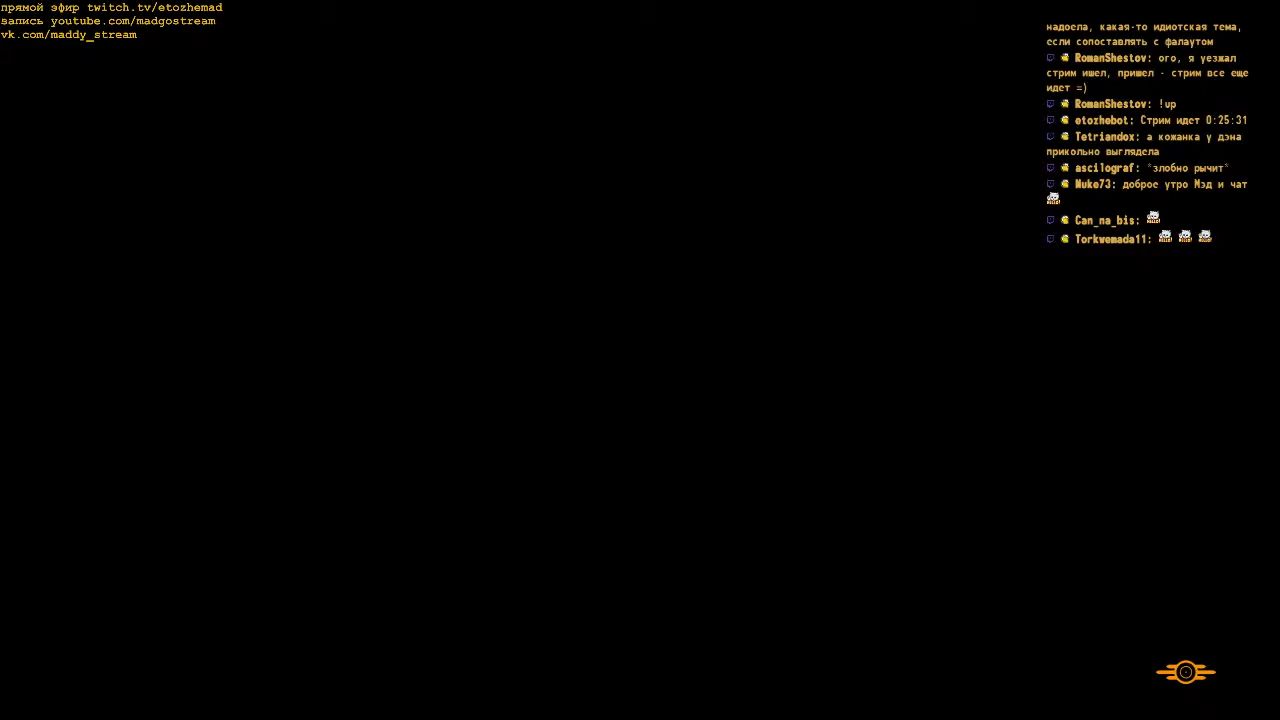 прямой эфир twitch.tv/etozhemad
запись youtube.com/madgostream
vk.com/maddy_stream
надоела, какая-то идиотская тема,
если сопоставлять с фалаутом
RomanShestov: ого, я уезжал
стрим ишел, пришел - стрим все еще
идет =)
RomanShestov: !up
etozhebot: Стрим идет 0:25:31
Tetriandox: а кожанка у дэна
прикольно выглядела
ascilograf: *злобно рычит*
Nuke73: доброе утро Мэд и чат
Can_na_bis:
Torkwemada11: